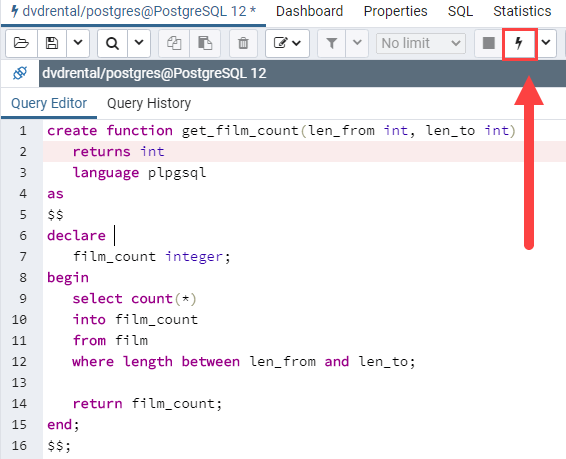 dvdrental/postgres@PostgreSQL 12 * Dashboard Properties SQL Statistics
No limit
dvdrental/postgres@PostgreSQL 12
Query Editor Query History
1 create function get_film_count(len_from int, len_to int)
2 returns int
3 language plpgsql
4 as
5 $$
6 declare
7 film_count integer;
8 begin
9 select count(*)
10 into film_count
11 from film
12 where length between len_from and len_to;
13
14 return film_count;
15 end;
16 $$;